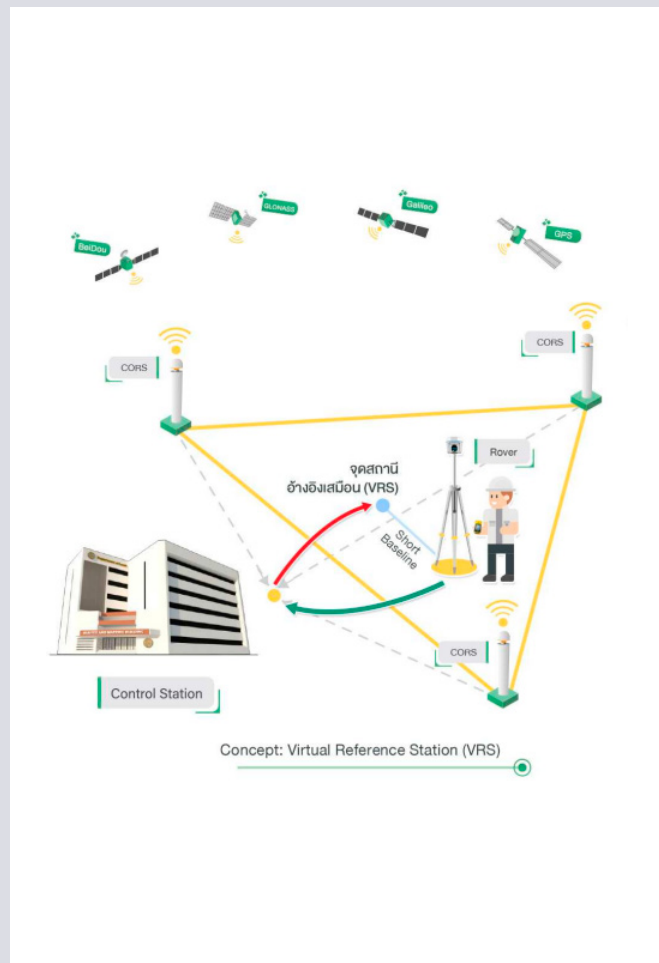 BeiDou
GLONASS
Galileo
GPS
CORS
CORS
Rover
จุดสถานี
อ้างอิงเสมือน (VRS)
Short
Baseline
CORS
Control Station
Concept: Virtual Reference Station (VRS)